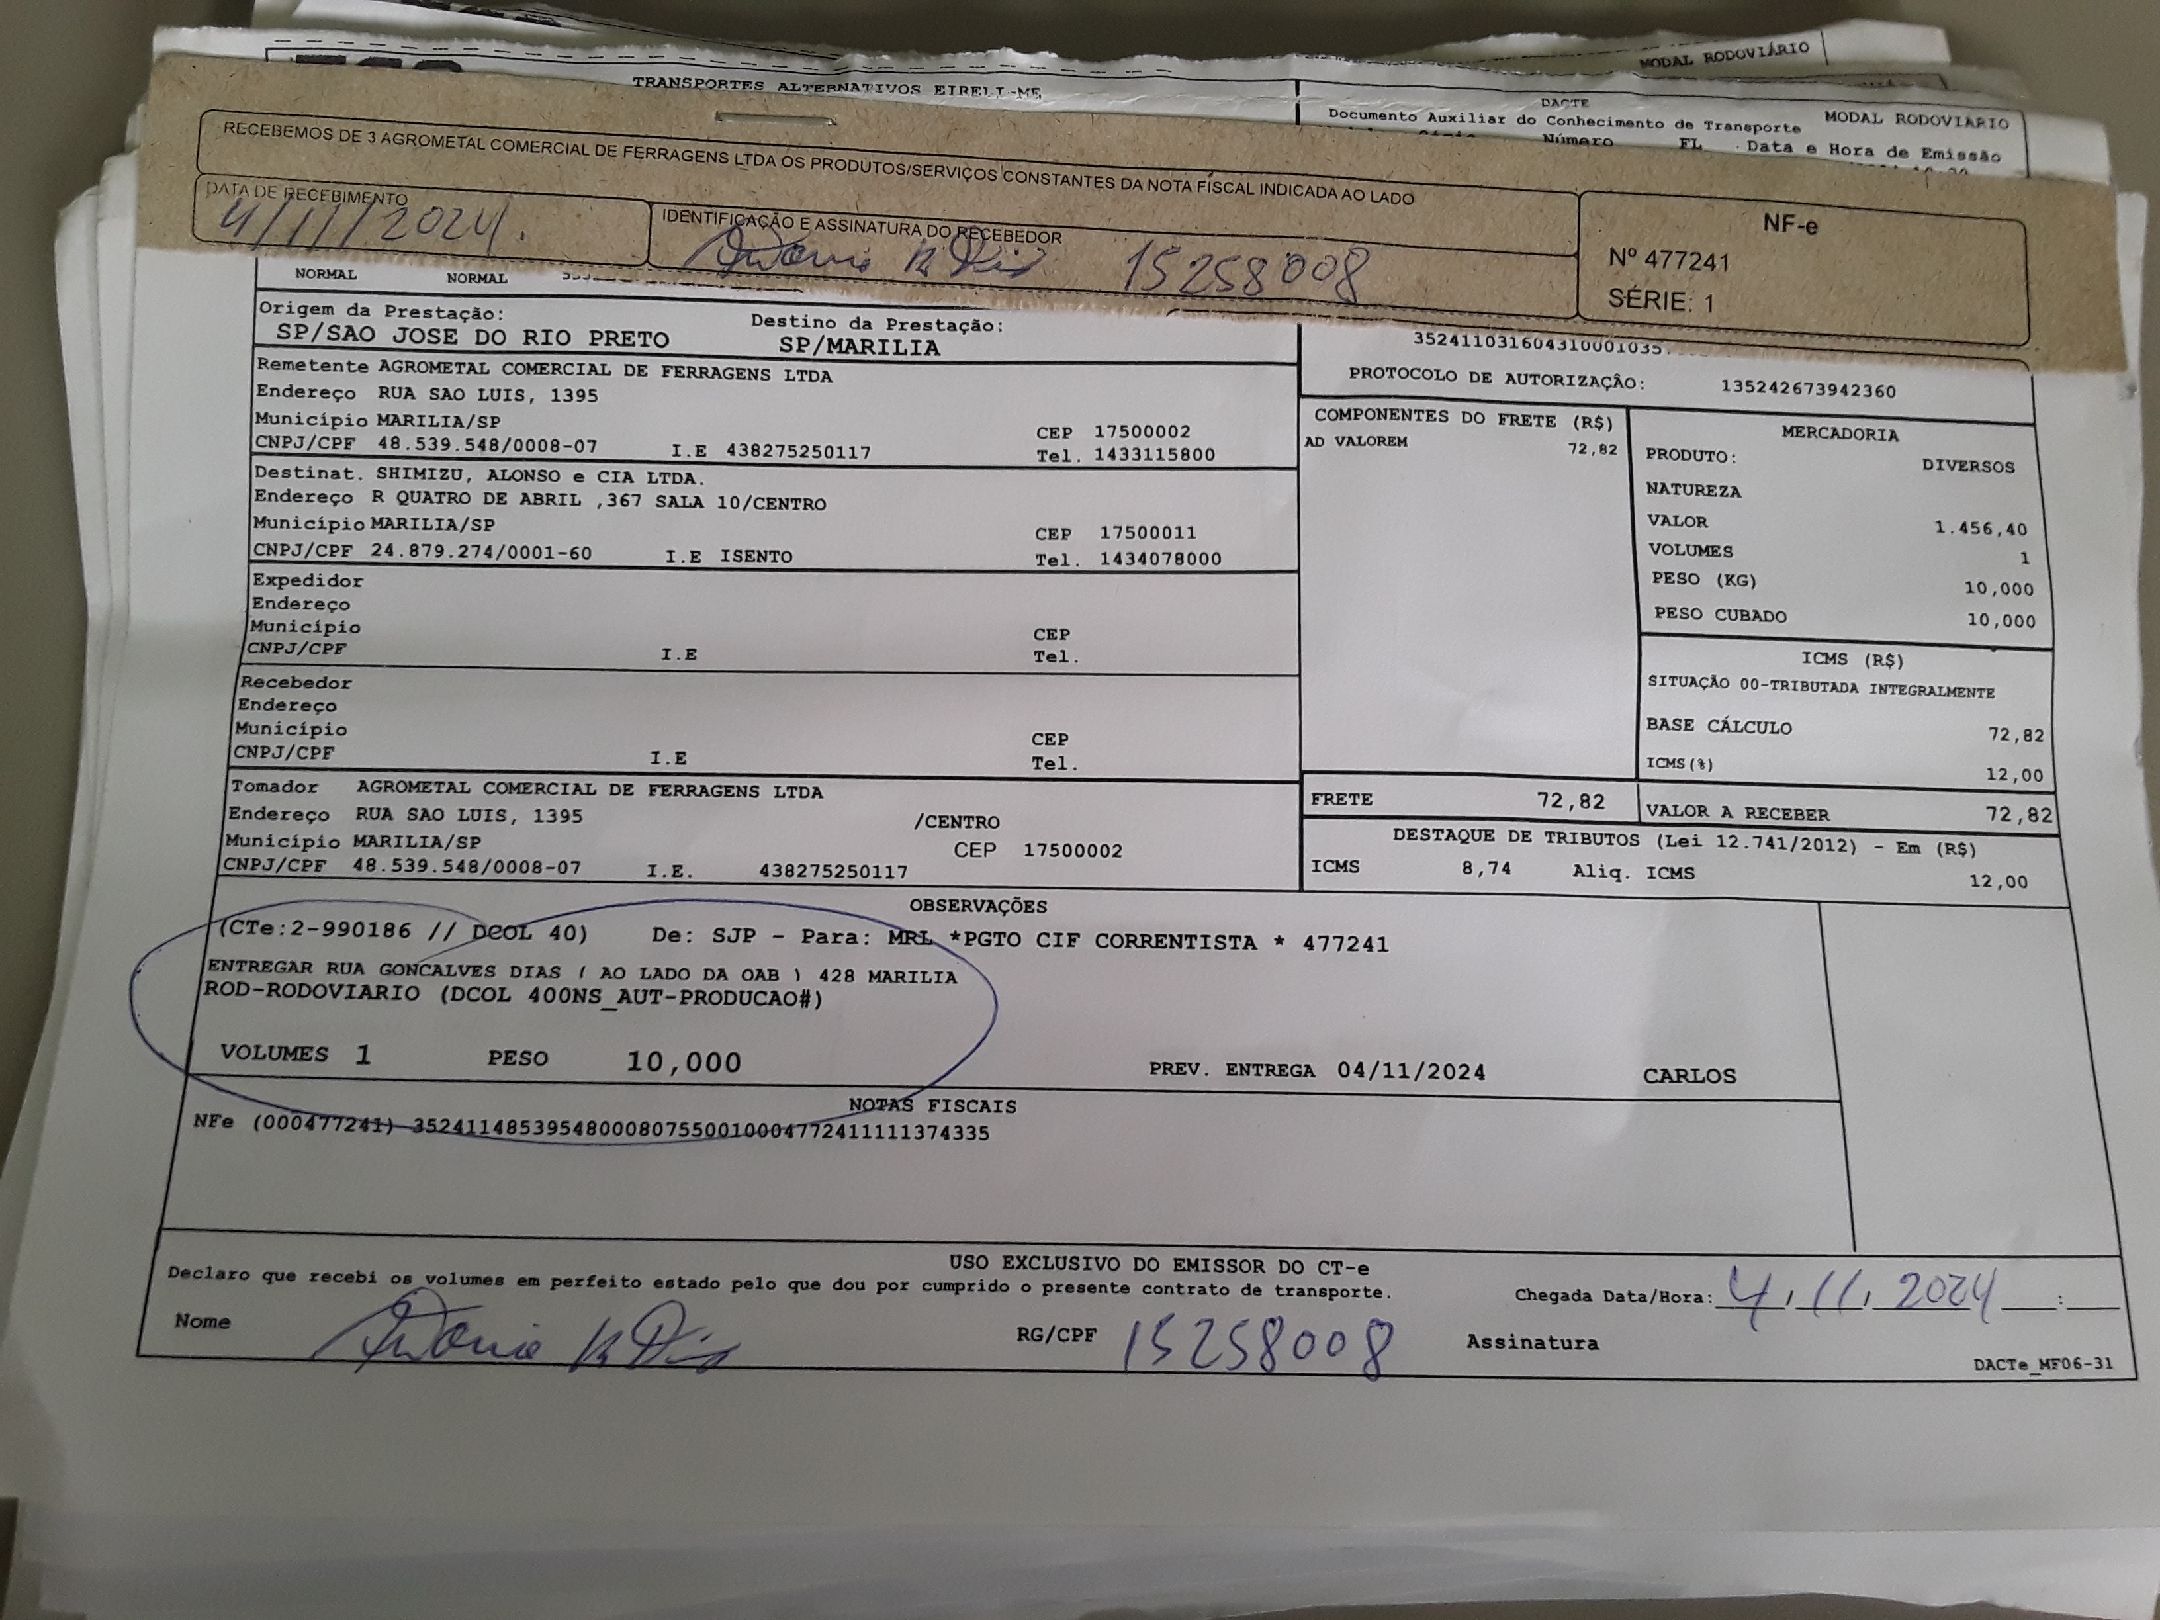 MODAL RODOVIÁRIO
TRANSPORTES ALTERNATIVOS EIRELI-ME
DACTE
MODAL RODOVIARIO
Documento Auxiliar do Conhecimento de Transporte
Número FL . Data e Hora de Emissão
RECEBEMOS DE 3 AGROMETAL COMERCIAL DE FERRAGENS LTDA OS PRODUTOS/SERVIÇOS CONSTANTES DA NOTA FISCAL INDICADA AO LADO
DATA DE RECEBIMENTO
4/11/2024.
IDENTIFICAÇÃO E ASSINATURA DO RECEBEDOR
15258008
NF-e
Nº 477241
SÉRIE: 1
NORMAL NORMAL
Origem da Prestação: Destino da Prestação:
SP/SAO JOSE DO RIO PRETO SP/MARILIA
Remetente AGROMETAL COMERCIAL DE FERRAGENS LTDA
Endereço RUA SAO LUIS, 1395
Município MARILIA/SP CEP 17500002
CNPJ/CPF 48.539.548/0008-07 I.E 438275250117 Tel. 1433115800
Destinat. SHIMIZU, ALONSO e CIA LTDA.
Endereço R QUATRO DE ABRIL ,367 SALA 10/CENTRO
Município MARILIA/SP CEP 17500011
CNPJ/CPF 24.879.274/0001-60 I.E ISENTO Tel. 1434078000
Expedidor
Endereço
Município CEP
CNPJ/CPF I.E Tel.
Recebedor
Endereço
Município CEP
CNPJ/CPF I.E Tel.
Tomador AGROMETAL COMERCIAL DE FERRAGENS LTDA
Endereço RUA SAO LUIS, 1395 /CENTRO
Município MARILIA/SP CEP 17500002
CNPJ/CPF 48.539.548/0008-07 I.E. 438275250117
PROTOCOLO DE AUTORIZAÇÂO: 135242673942360
COMPONENTES DO FRETE (R$)
AD VALOREM 72,82
MERCADORIA
PRODUTO: DIVERSOS
NATUREZA
VALOR 1.456,40
VOLUMES 1
PESO (KG) 10,000
PESO CUBADO 10,000
ICMS (R$)
SITUAÇÃO 00-TRIBUTADA INTEGRALMENTE
BASE CÁLCULO 72,82
ICMS(%) 12,00
FRETE 72,82 VALOR A RECEBER 72,82
DESTAQUE DE TRIBUTOS (Lei 12.741/2012) - Em (R$)
ICMS 8,74 Aliq. ICMS 12,00
OBSERVAÇÕES
(CTe:2-990186 // DCOL 40) De: SJP - Para: MRL *PGTO CIF CORRENTISTA * 477241
ENTREGAR RUA GONCALVES DIAS ( AO LADO DA OAB ) 428 MARILIA
ROD-RODOVIARIO (DCOL 400NS_AUT-PRODUCAO#)
VOLUMES 1 PESO 10,000 PREV. ENTREGA 04/11/2024 CARLOS
NOTAS FISCAIS
NFe (000477241) 35241148539548000807550010004772411111374335
USO EXCLUSIVO DO EMISSOR DO CT-e
Declaro que recebi os volumes em perfeito estado pelo que dou por cumprido o presente contrato de transporte.
Chegada Data/Hora: 4/11/2024 :
Nome RG/CPF 15258008 Assinatura
DACTe_MF06-31